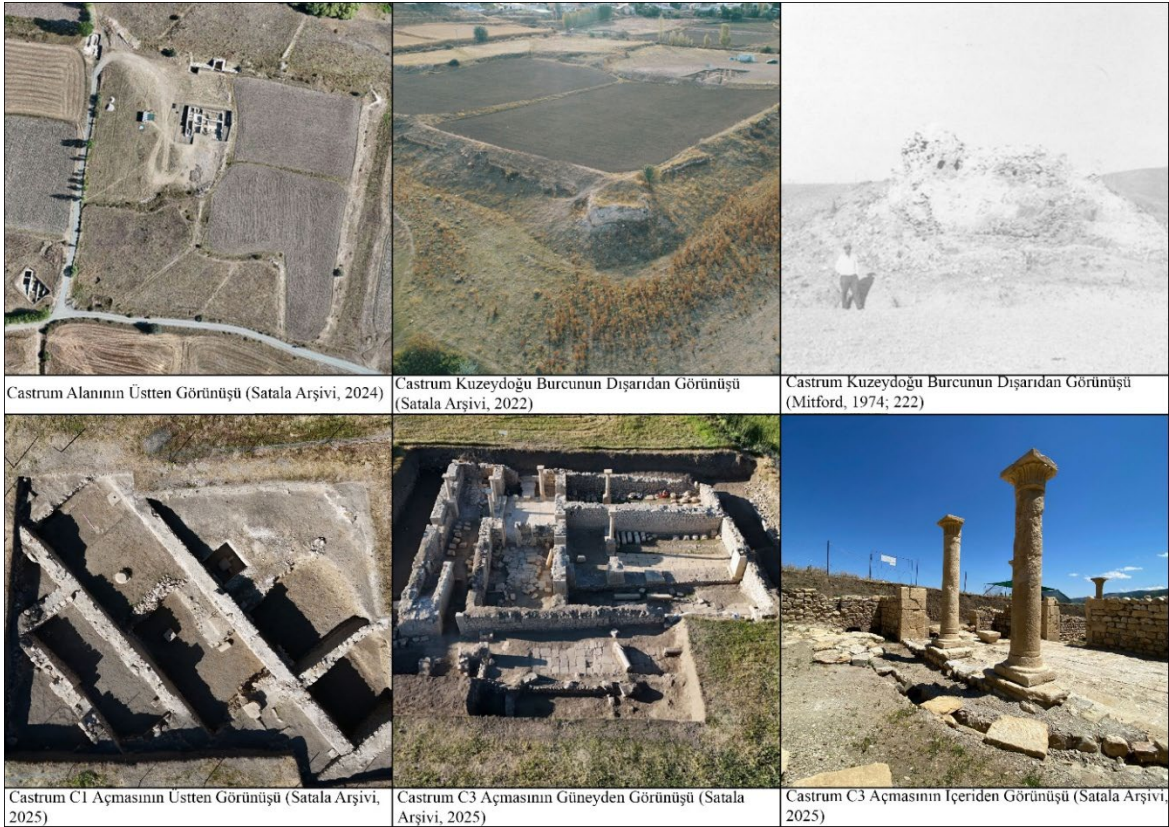 Castrum Alanının Üstten Görünüşü (Satala Arşivi, 2024)
Castrum Kuzeydoğu Burcunun Dışarıdan Görünüşü
(Satala Arşivi, 2022)
Castrum Kuzeydoğu Burcunun Dışarıdan Görünüşü
(Mitford, 1974; 222)
Castrum C1 Açmasının Üstten Görünüşü (Satala Arşivi,
2025)
Castrum C3 Açmasının Güneyden Görünüşü (Satala
Arşivi, 2025)
Castrum C3 Açmasının İçeriden Görünüşü (Satala Arşivi,
2025)